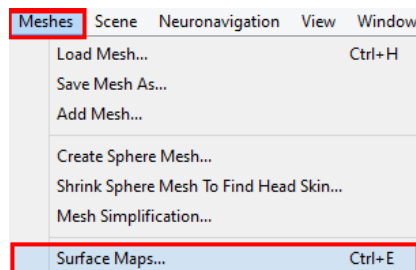 Meshes Scene Neuronavigation View Window
Load Mesh... Ctrl+H
Save Mesh As...
Add Mesh...
Create Sphere Mesh...
Shrink Sphere Mesh To Find Head Skin...
Mesh Simplification...
Surface Maps... Ctrl+E